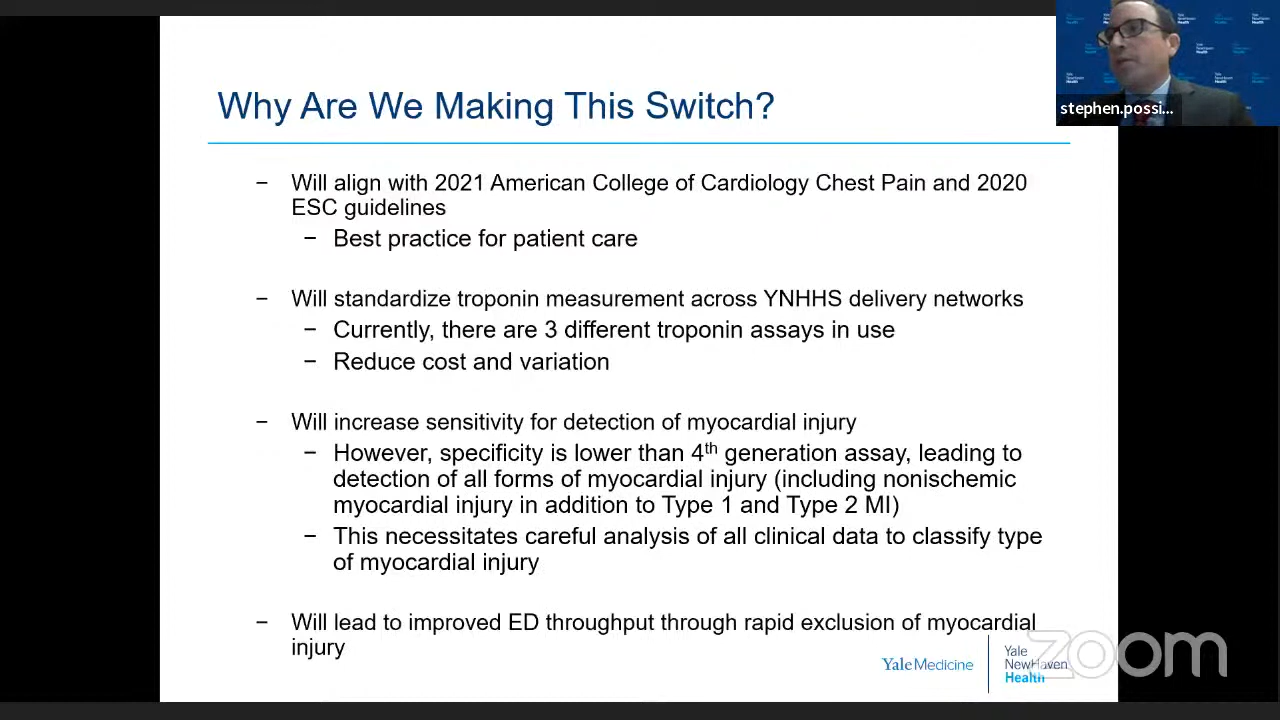 Why Are We Making This Switch?
− Will align with 2021 American College of Cardiology Chest Pain and 2020
ESC guidelines
− Best practice for patient care
− Will standardize troponin measurement across YNHHS delivery networks
− Currently, there are 3 different troponin assays in use
− Reduce cost and variation
− Will increase sensitivity for detection of myocardial injury
− However, specificity is lower than 4th generation assay, leading to
detection of all forms of myocardial injury (including nonischemic
myocardial injury in addition to Type 1 and Type 2 MI)
− This necessitates careful analysis of all clinical data to classify type
of myocardial injury
− Will lead to improved ED throughput through rapid exclusion of myocardial
injury
Yale Medicine
Yale
NewHaven
Health
zoom
stephen.possi...
Yale
NewHaven
Health